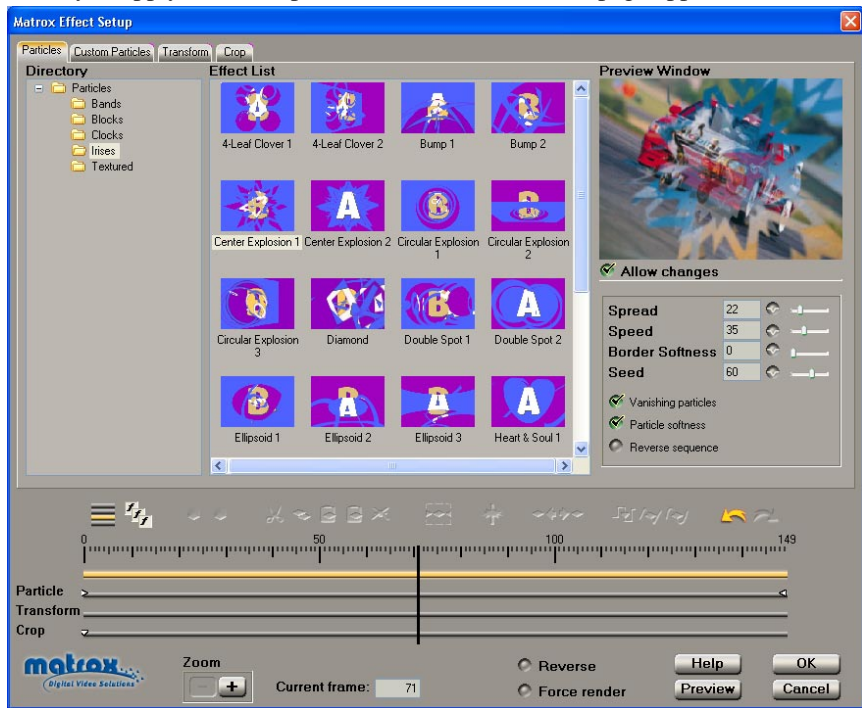 Matrox Effect Setup
Particles Custom Particles Transform Crop
Directory
Particles
Bands
Blocks
Clocks
Irises
Textured
Effect List
4-Leaf Clover 1 4-Leaf Clover 2 Bump 1 Bump 2
Center Explosion 1 Center Explosion 2 Circular Explosion 1 Circular Explosion 2
Circular Explosion 3 Diamond Double Spot 1 Double Spot 2
Ellipsoid 1 Ellipsoid 2 Ellipsoid 3 Heart & Soul 1
Preview Window
Allow changes
Spread 22
Speed 35
Border Softness 0
Seed 60
Vanishing particles
Particle softness
Reverse sequence
0 50 100 149
Particle
Transform
Crop
matrox
Digital Video Solutions
Zoom
Current frame: 71
Reverse
Force render
Help OK
Preview Cancel